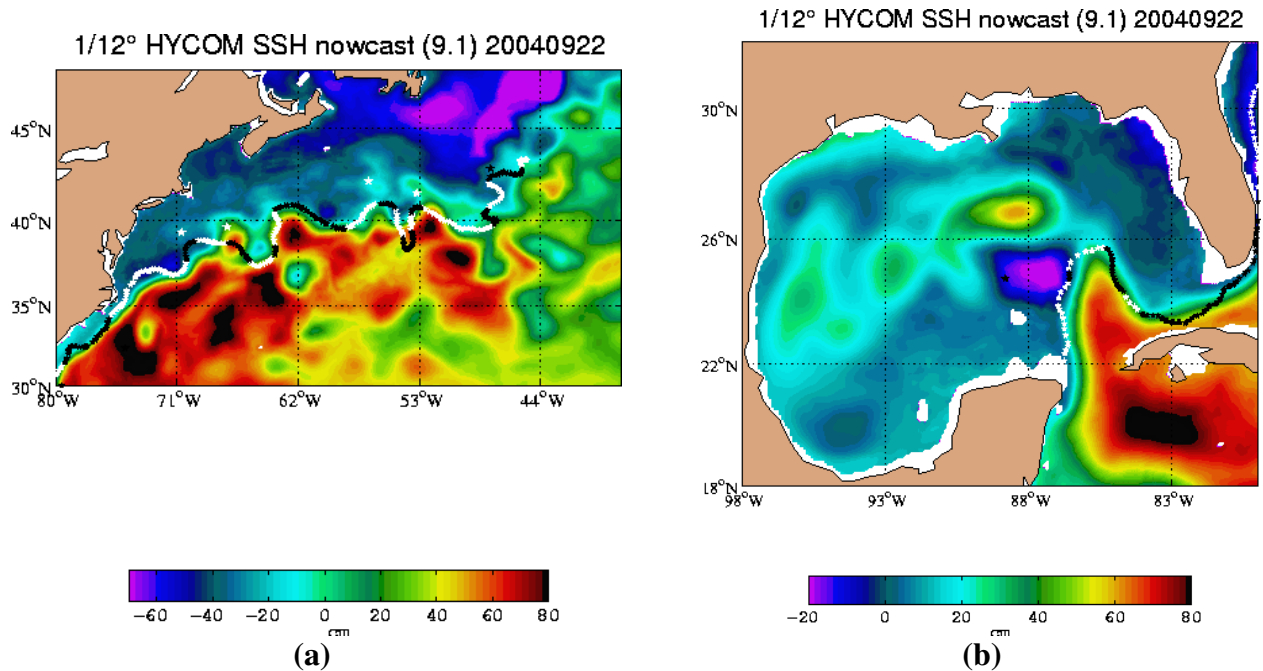 1/12° HYCOM SSH nowcast (9.1) 20040922
45°N
40°N
35°N
30°N
80°W 71°W 62°W 53°W 44°W
−60 −40 −20 0 20 40 60 80
cm
(a)
1/12° HYCOM SSH nowcast (9.1) 20040922
30°N
26°N
22°N
18°N
98°W 93°W 88°W 83°W
−20 0 20 40 60 80
cm
(b)